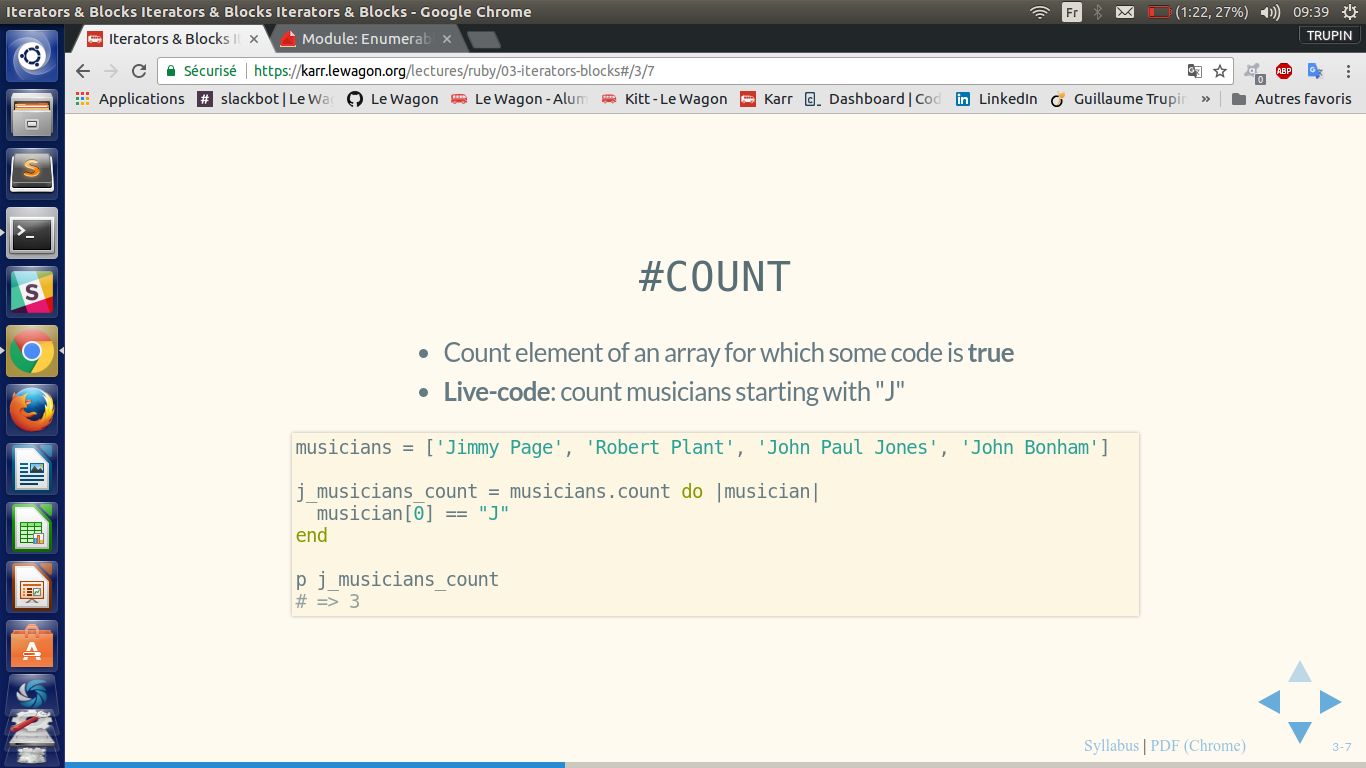 Iterators & Blocks Iterators & Blocks Iterators & Blocks - Google Chrome
Fr
(1:22, 27%)
09:39
Iterators & Blocks
Module: Enumerab
TRUPIN
Sécurisé
https://karr.lewagon.org/lectures/ruby/03-iterators-blocks#/3/7
0
ABP
Applications
slackbot | Le Wag
Le Wagon
Le Wagon - Alum
Kitt - Le Wagon
Karr
Dashboard | Cod
LinkedIn
Guillaume Trupin
»
Autres favoris
#COUNT
• Count element of an array for which some code is true
• Live-code: count musicians starting with "J"
musicians = ['Jimmy Page', 'Robert Plant', 'John Paul Jones', 'John Bonham']
j_musicians_count = musicians.count do |musician|
musician[0] == "J"
end
p j_musicians_count
# => 3
Syllabus | PDF (Chrome)
3-7